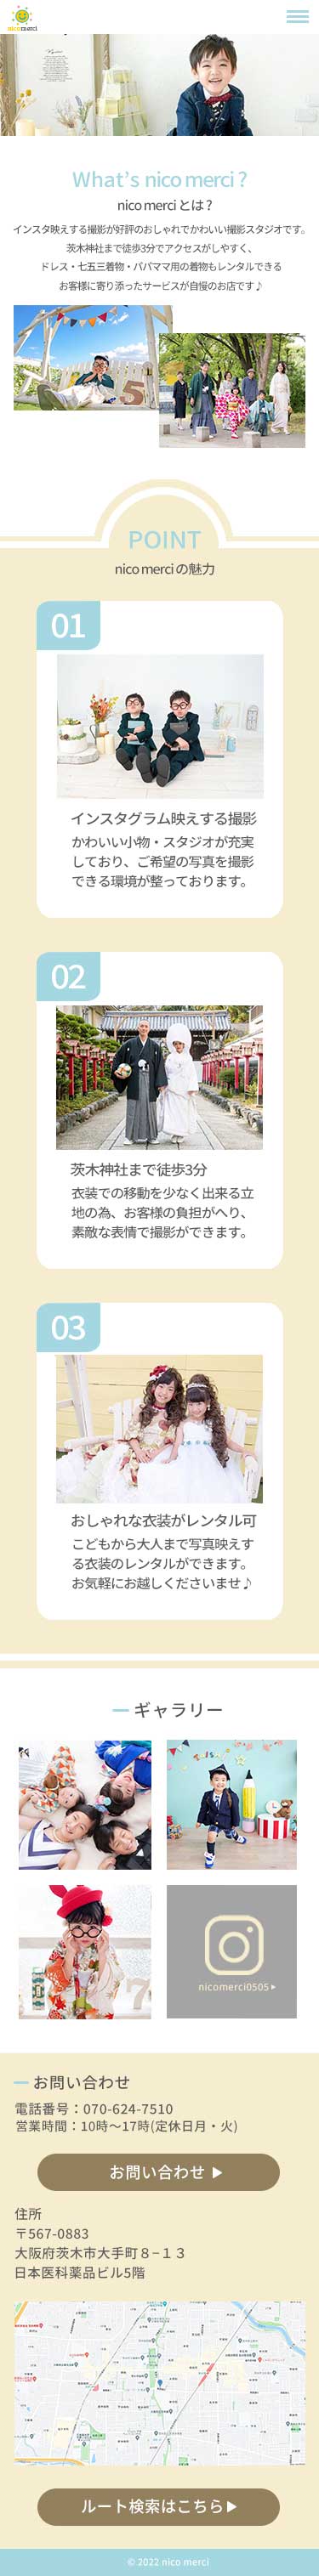 nico merci
What's nico merci ?
nico merci とは ?
インスタ映えする撮影が好評のおしゃれでかわいい撮影スタジオです。
茨木神社まで徒歩3分でアクセスがしやすく、
ドレス・七五三着物・パパママ用の着物もレンタルできる
お客様に寄り添ったサービスが自慢のお店です♪
5
POINT
nico merci の魅力
01
インスタグラム映えする撮影
かわいい小物・スタジオが充実
しており、ご希望の写真を撮影
できる環境が整っております。
02
茨木神社まで徒歩3分
衣装での移動を少なく出来る立
地の為、お客様の負担がへり、
素敵な表情で撮影ができます。
03
おしゃれな衣装がレンタル可
こどもから大人まで写真映えす
る衣装のレンタルができます。
お気軽にお越しくださいませ♪
ギャラリー
7
nicomerci0505▶
お問い合わせ
電話番号：070-624-7510
営業時間：10時～17時(定休日月・火)
お問い合わせ ▶
住所
〒567-0883
大阪府茨木市大手町８−１３
日本医科薬品ビル5階
ルート検索はこちら▶
© 2022 nico merci